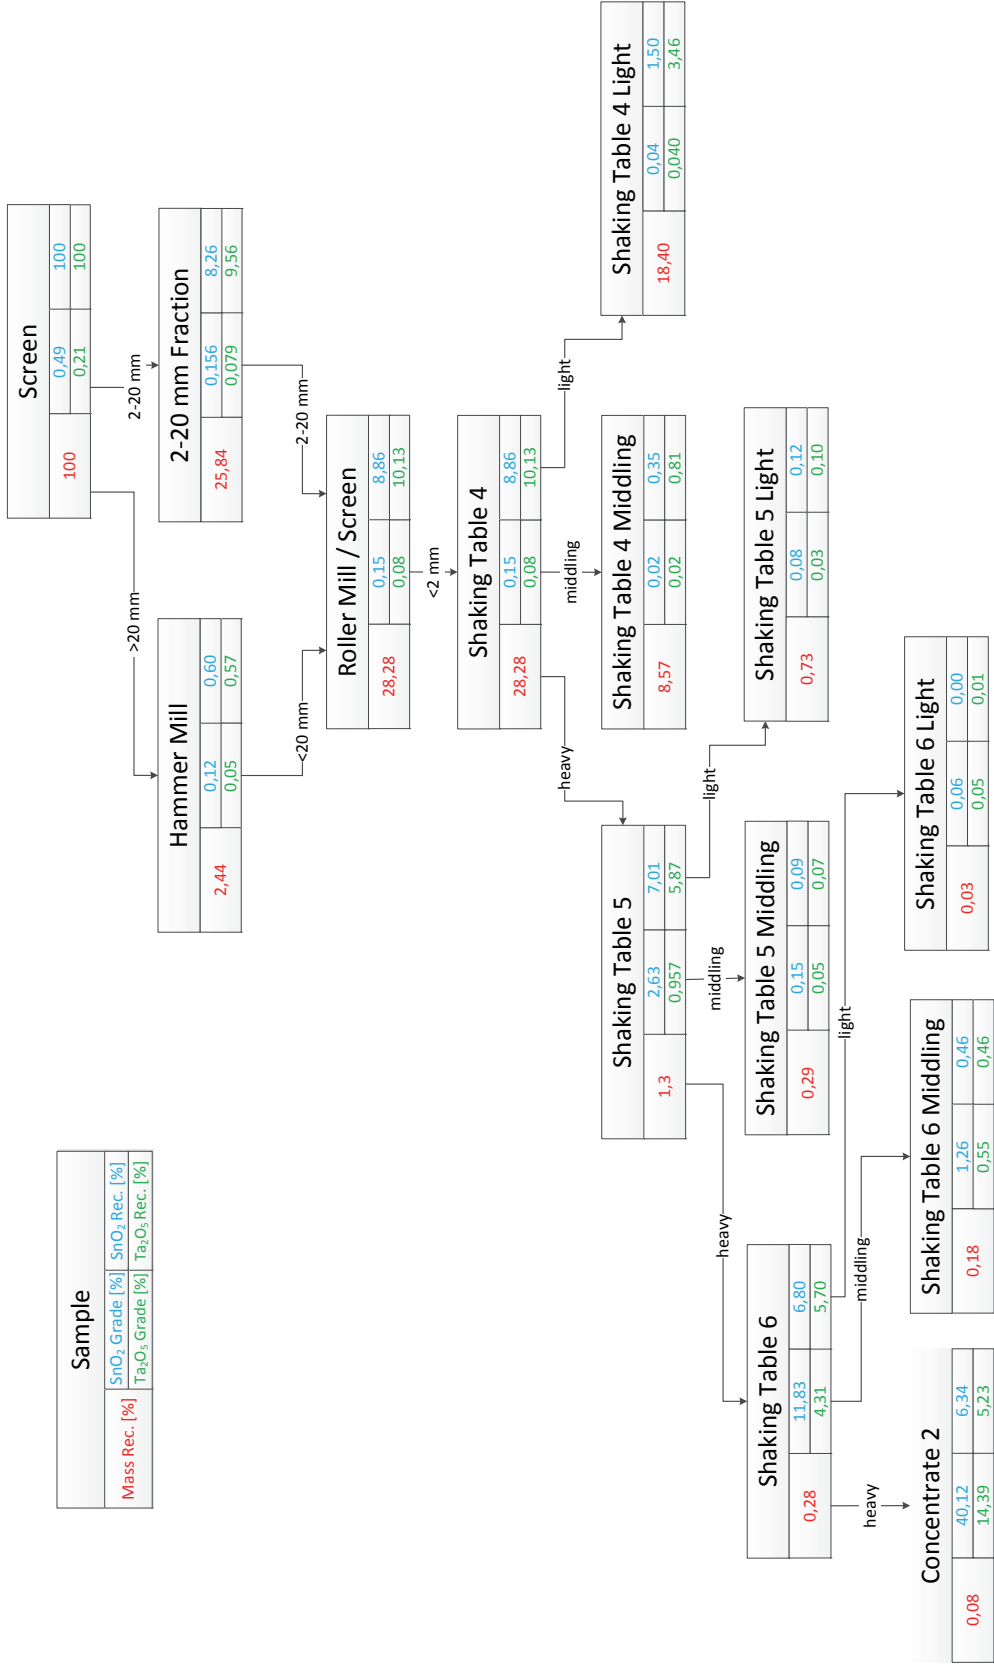 Sample
Mass Rec. [%]
SnO₂ Grade [%] SnO₂ Rec. [%]
Ta₂O₅ Grade [%] Ta₂O₅ Rec. [%]
Screen
100
0,49 100
0,21 100
>20 mm
2-20 mm
Hammer Mill
2,44
0,12 0,60
0,05 0,57
2-20 mm Fraction
25,84
0,156 8,26
0,079 9,56
<20 mm
2-20 mm
Roller Mill / Screen
28,28
0,15 8,86
0,08 10,13
<2 mm
Shaking Table 4
28,28
0,15 8,86
0,08 10,13
heavy
middling
light
Shaking Table 5
1,3
2,63 7,01
0,957 5,87
Shaking Table 4 Middling
8,57
0,02 0,35
0,02 0,81
Shaking Table 4 Light
18,40
0,04 1,50
0,040 3,46
heavy
middling
light
Shaking Table 6
0,28
11,83 6,80
4,31 5,70
Shaking Table 5 Middling
0,29
0,15 0,09
0,05 0,07
Shaking Table 5 Light
0,73
0,08 0,12
0,03 0,10
heavy
middling
light
Concentrate 2
0,08
40,12 6,34
14,39 5,23
Shaking Table 6 Middling
0,18
1,26 0,46
0,55 0,46
Shaking Table 6 Light
0,03
0,06 0,00
0,05 0,01